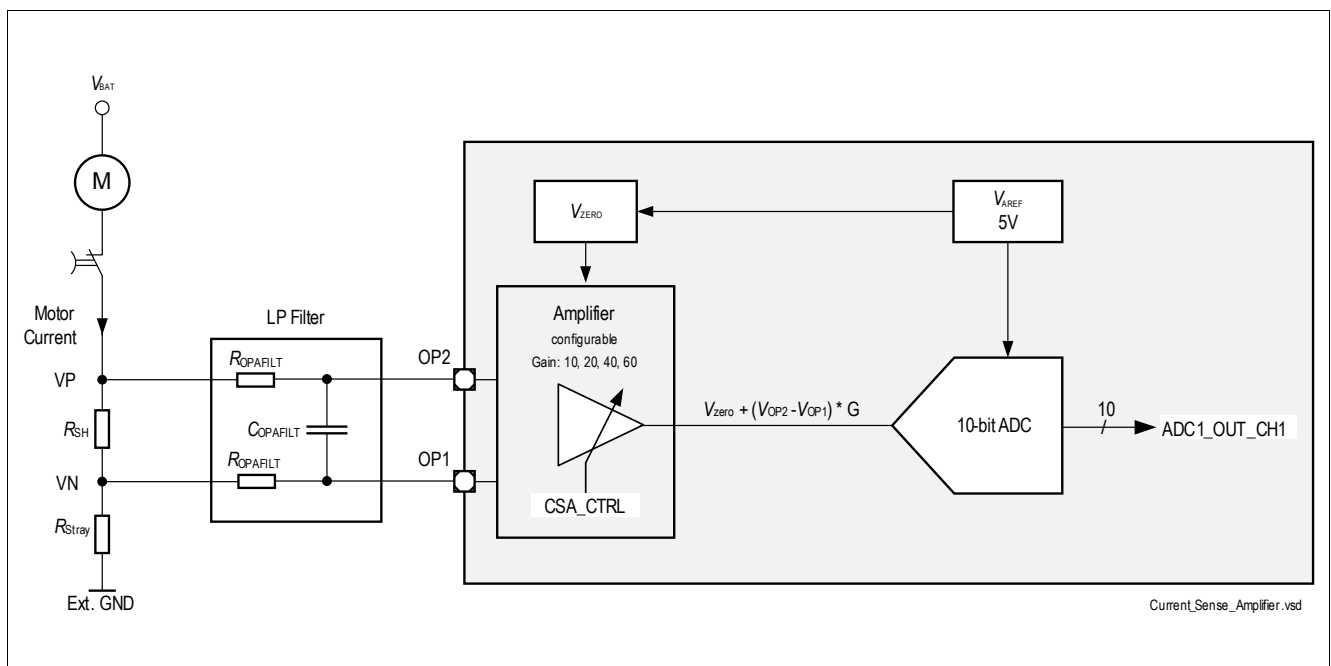 VBAT
M
Motor
Current
VP
RSH
VN
RStray
Ext. GND
LP Filter
ROPAFILT
COPAFILT
ROPAFILT
OP2
OP1
VZERO
VAREF
5V
Amplifier
configurable
Gain: 10, 20, 40, 60
CSA_CTRL
Vzero + (VOP2 -VOP1) * G
10-bit ADC
10
ADC1_OUT_CH1
Current_Sense_Amplifier.vsd